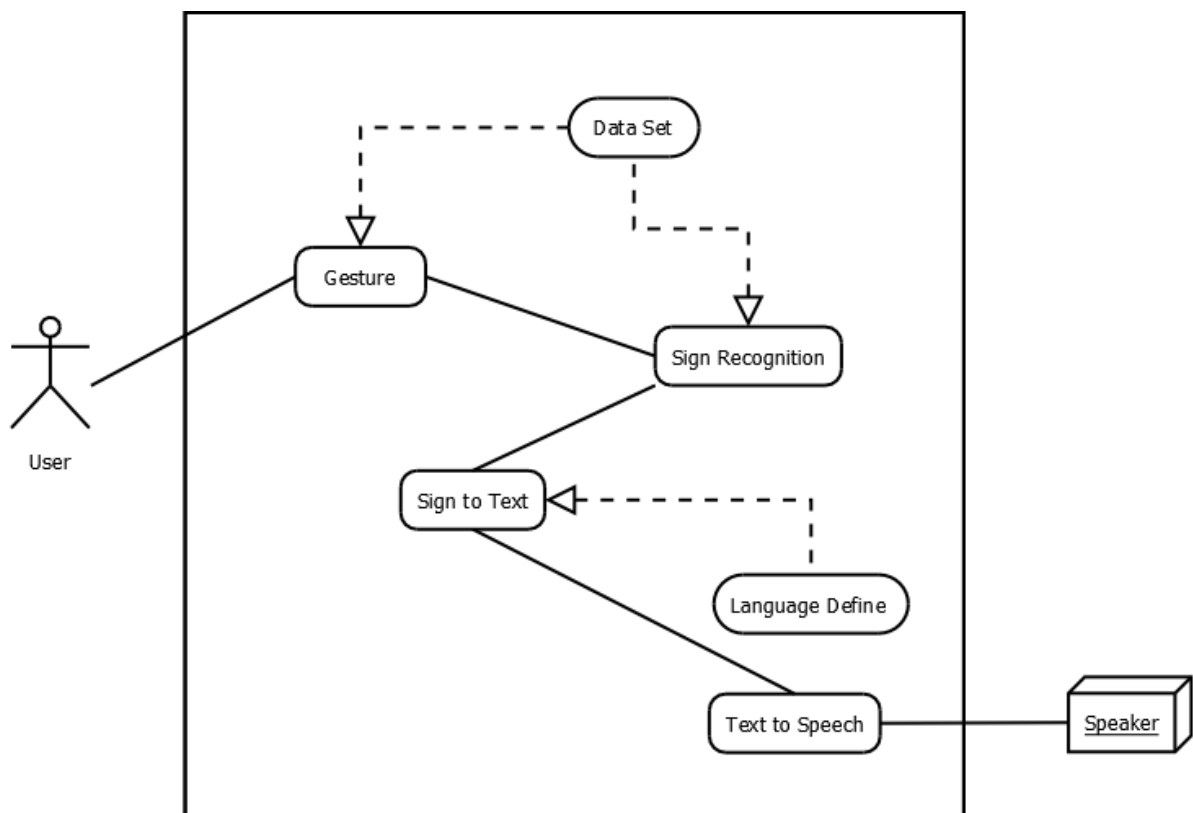 Data Set
Gesture
Sign Recognition
User
Sign to Text
Language Define
Text to Speech
Speaker